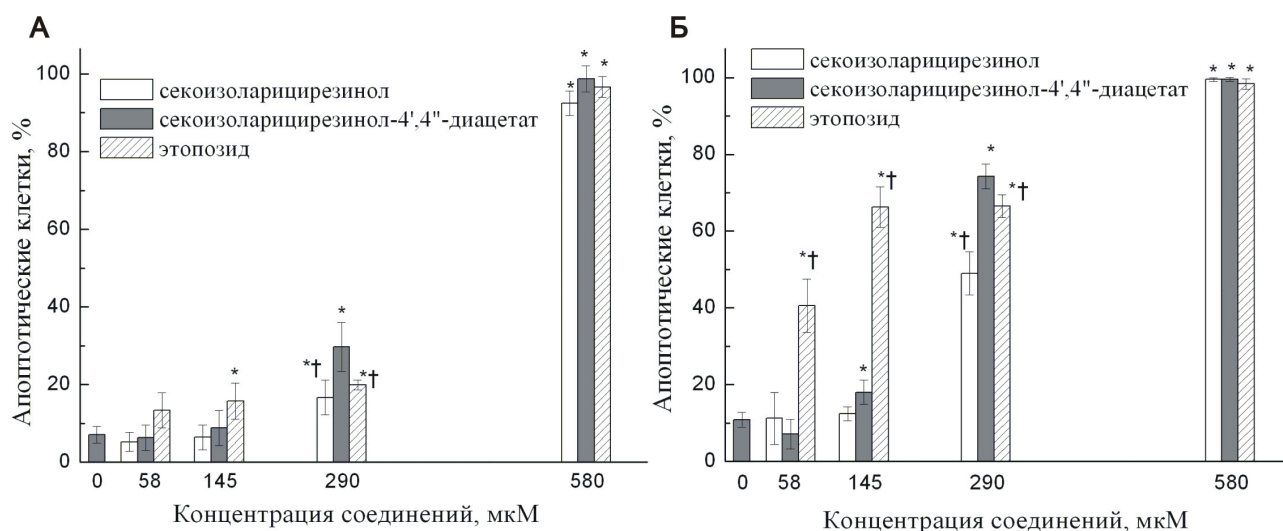 А
Апоптотические клетки, %
100
80
60
40
20
0
секоизоларицирезинол
секоизоларицирезинол-4',4"-диацетат
этопозид
*
*†
*
*†
* * *
0 58 145 290 580
Концентрация соединений, мкМ
Б
Апоптотические клетки, %
100
80
60
40
20
0
секоизоларицирезинол
секоизоларицирезинол-4',4"-диацетат
этопозид
*†
*
*†
*†
*
*†
* * *
0 58 145 290 580
Концентрация соединений, мкМ